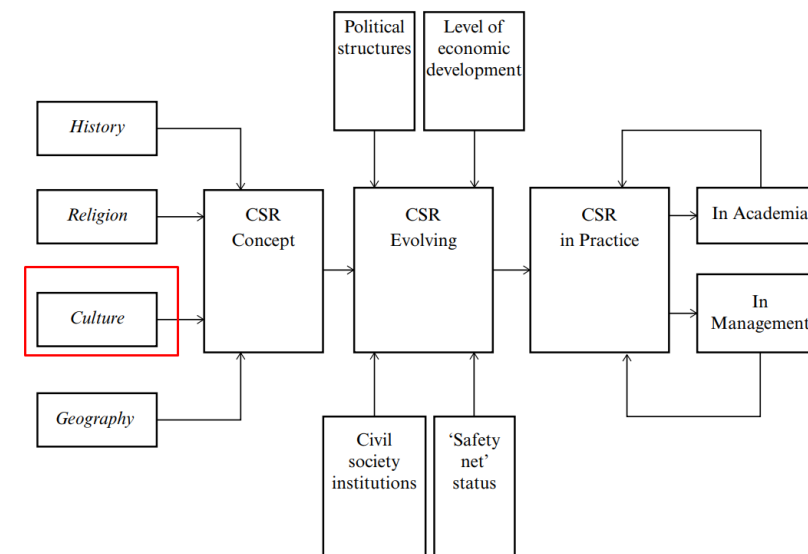 Political
structures
Level of
economic
development
History
Religion
Culture
Geography
CSR
Concept
CSR
Evolving
CSR
in Practice
In Academia
In
Management
Civil
society
institutions
‘Safety
net’
status